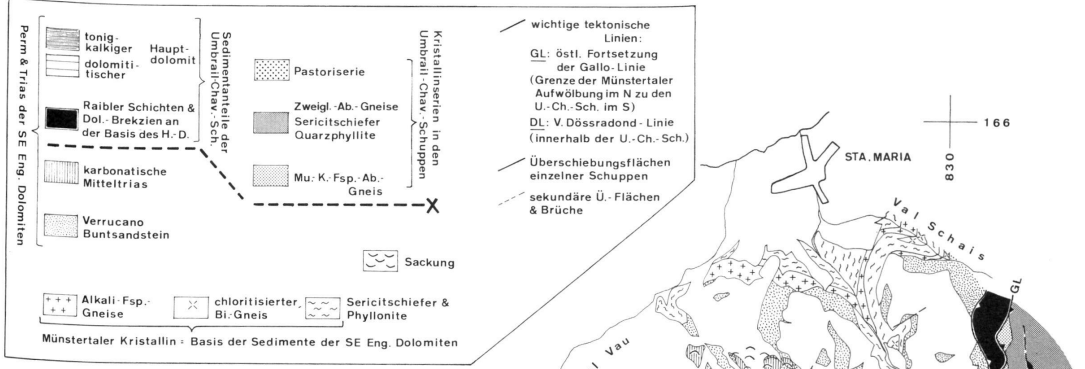 Perm & Trias der SE Eng. Dolomiten
tonig-
kalkiger
dolomiti-
tischer
Haupt-
dolomit
Raibler Schichten &
Dol.-Brekzien an
der Basis des H.-D.
karbonatische
Mitteltrias
Verrucano
Buntsandstein
Sedimentanteile der
Umbrail-Chav.-Sch.
Pastoriserie
Zweigl.-Ab.-Gneise
Sericitschiefer
Quarzphyllite
Mu.-K.-Fsp.-Ab.-
Gneis
Kristallinserien in den
Umbrail-Chav.-Schuppen
X
Sackung
Alkali-Fsp.-
Gneise
chloritisierter
Bi.-Gneis
Sericitschiefer &
Phyllonite
Münstertaler Kristallin = Basis der Sedimente der SE Eng. Dolomiten
wichtige tektonische
Linien:
GL: östl. Fortsetzung
der Gallo-Linie
(Grenze der Münstertaler
Aufwölbung im N zu den
U.-Ch.-Sch. im S)
DL: V. Dössradond-Linie
(innerhalb der U.-Ch.-Sch.)
Überschiebungsflächen
einzelner Schuppen
sekundäre Ü.-Flächen
& Brüche
166
830
STA. MARIA
Val Schais
GL
l Vau